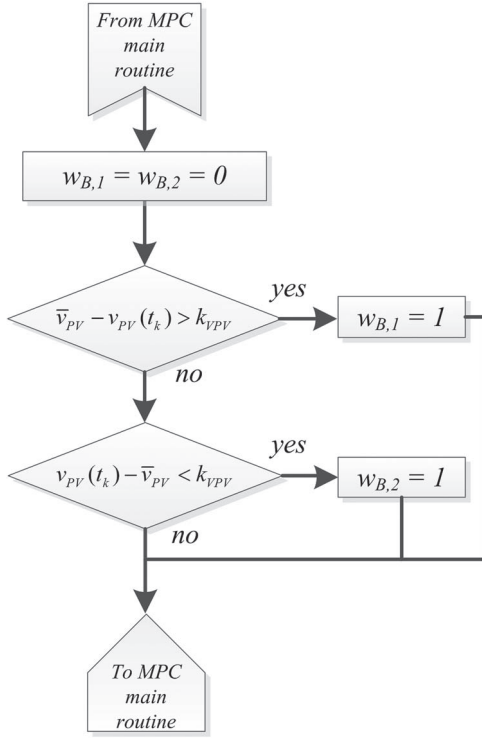 From MPC
main
routine
w_{B,1} = w_{B,2} = 0
v̅_{PV} − v_{PV}(t_k) > k_{VPV}
yes
w_{B,1} = 1
no
v_{PV}(t_k) − v̅_{PV} < k_{VPV}
yes
w_{B,2} = 1
no
To MPC
main
routine